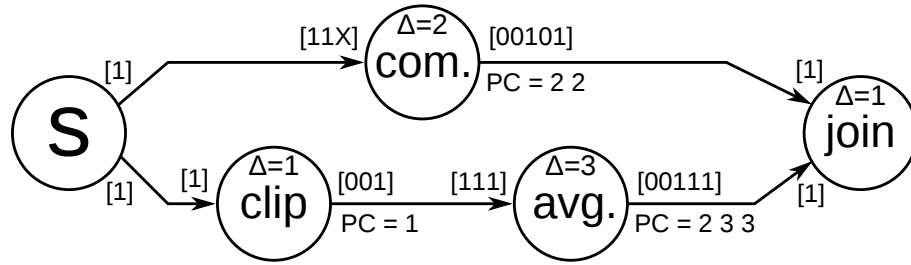 [11X]
Δ=2
com.
[00101]
PC = 2 2
[1]
[1]
S
[1]
[1]
Δ=1
clip
[001]
PC = 1
[111]
Δ=3
avg.
[00111]
PC = 2 3 3
[1]
Δ=1
join